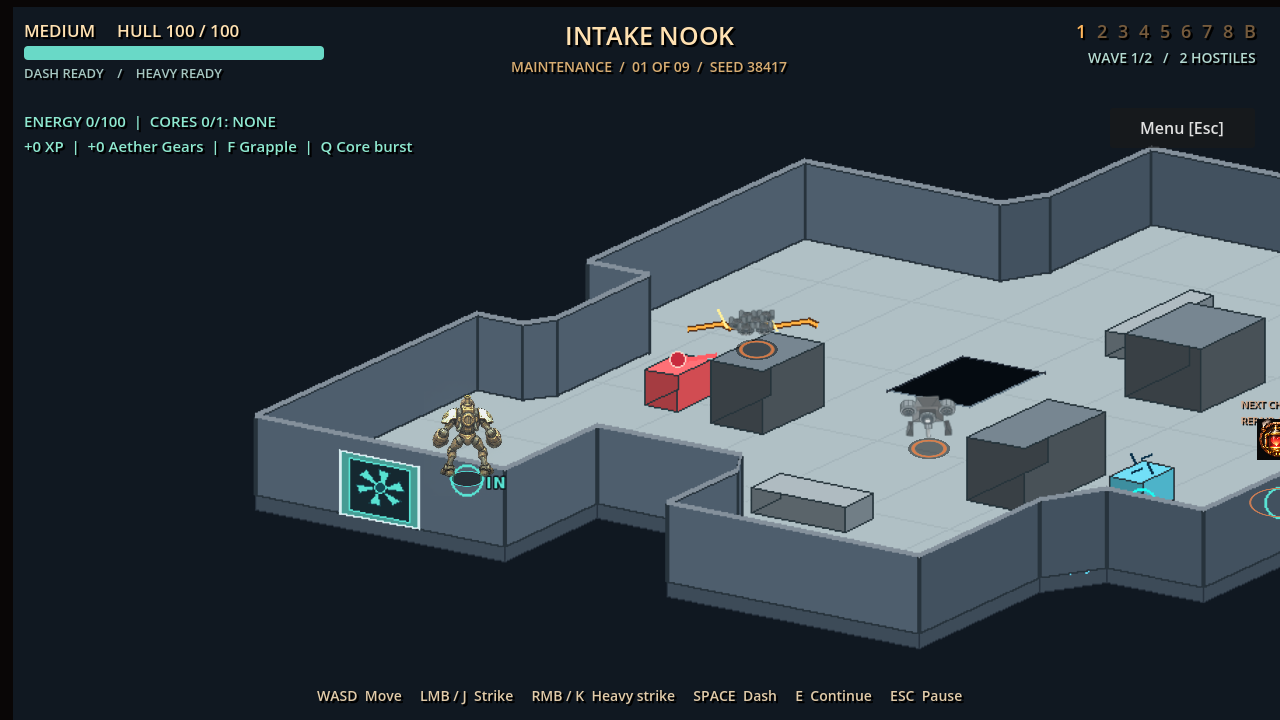 MEDIUM HULL 100 / 100
DASH READY / HEAVY READY
INTAKE NOOK
MAINTENANCE / 01 OF 09 / SEED 38417
1 2 3 4 5 6 7 8 B
WAVE 1/2 / 2 HOSTILES
ENERGY 0/100 | CORES 0/1: NONE
+0 XP | +0 Aether Gears | F Grapple | Q Core burst
Menu [Esc]
NEXT CH
IN
WASD Move LMB / J Strike RMB / K Heavy strike SPACE Dash E Continue ESC Pause